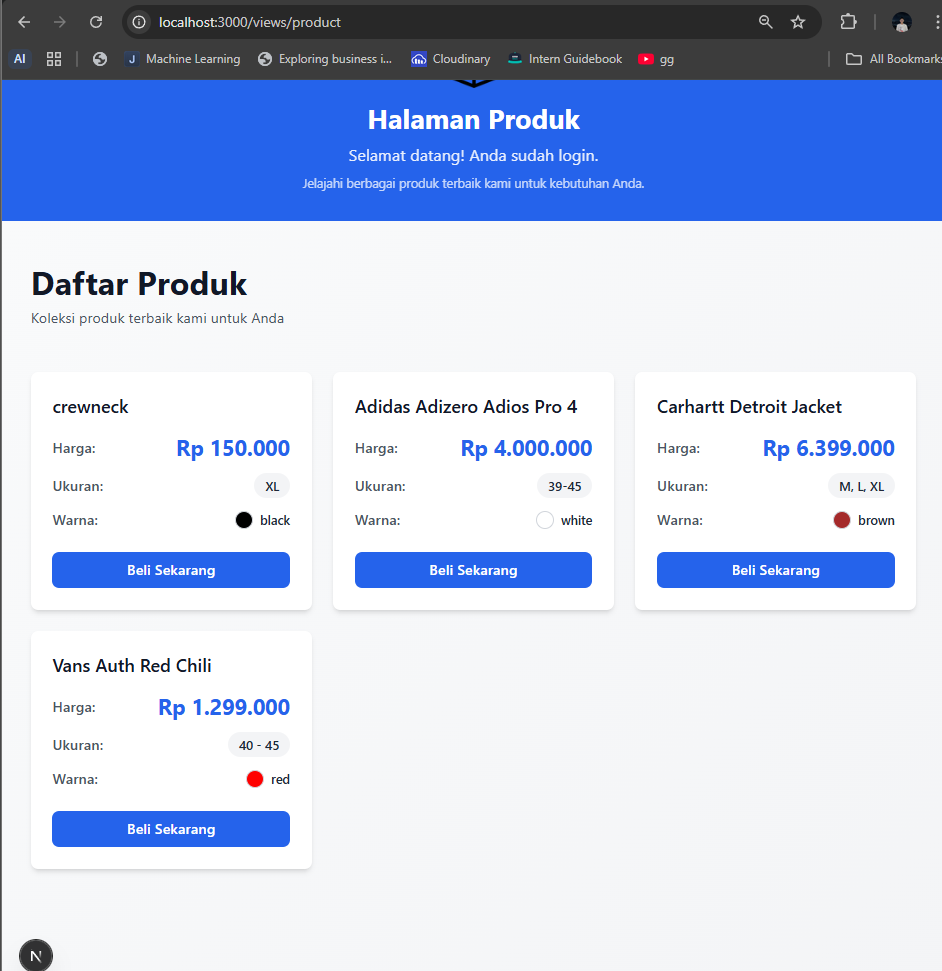 localhost:3000/views/product
AI
J Machine Learning Exploring business i... Cloudinary Intern Guidebook gg All Bookmarks
Halaman Produk
Selamat datang! Anda sudah login.
Jelajahi berbagai produk terbaik kami untuk kebutuhan Anda.
Daftar Produk
Koleksi produk terbaik kami untuk Anda
crewneck
Harga: Rp 150.000
Ukuran: XL
Warna: black
Beli Sekarang
Adidas Adizero Adios Pro 4
Harga: Rp 4.000.000
Ukuran: 39-45
Warna: white
Beli Sekarang
Carhartt Detroit Jacket
Harga: Rp 6.399.000
Ukuran: M, L, XL
Warna: brown
Beli Sekarang
Vans Auth Red Chili
Harga: Rp 1.299.000
Ukuran: 40 - 45
Warna: red
Beli Sekarang
N